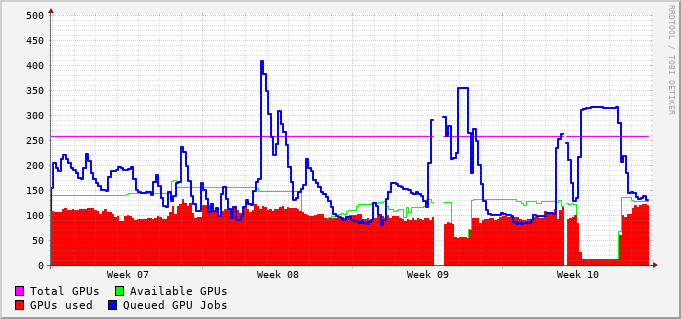 500
450
400
350
300
250
200
150
100
50
0
Week 07 Week 08 Week 09 Week 10
Total GPUs Available GPUs
GPUs used Queued GPU Jobs
RRDTOOL / TOBI OETIKER